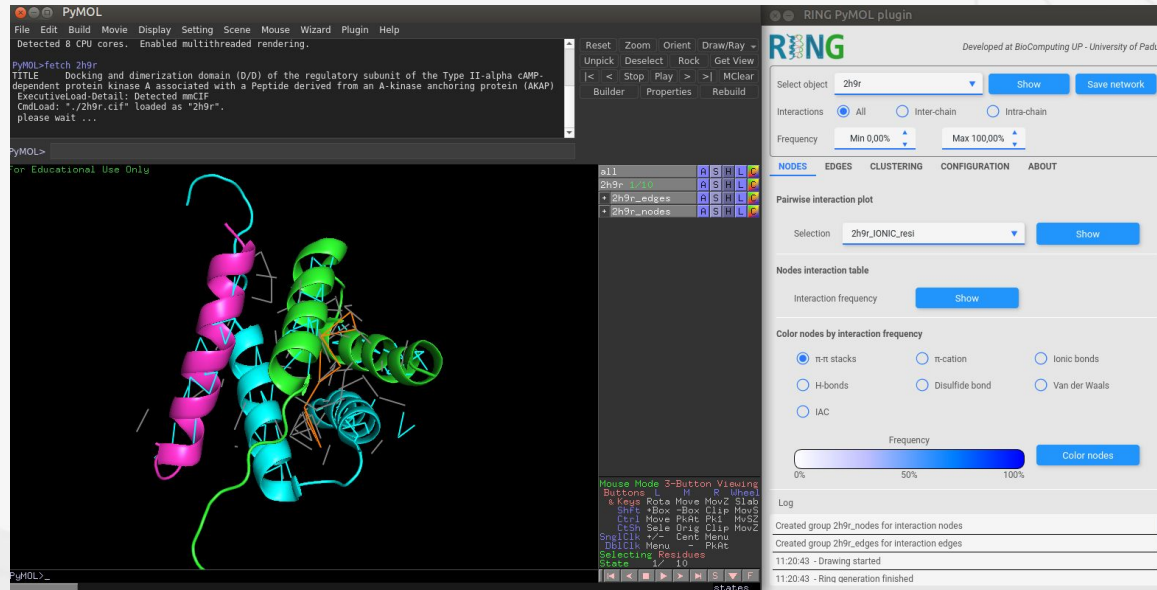 PyMOL
File Edit Build Movie Display Setting Scene Mouse Wizard Plugin Help
Detected 8 CPU cores. Enabled multithreaded rendering.
PyMOL>fetch 2h9r
TITLE Docking and dimerization domain (D/D) of the regulatory subunit of the Type II-alpha cAMP-
dependent protein kinase A associated with a Peptide derived from an A-kinase anchoring protein (AKAP)
ExecutiveLoad-Detail: Detected mmCIF
CmdLoad: "./2h9r.cif" loaded as "2h9r".
please wait ...
PyMOL>
Reset Zoom Orient Draw/Ray
Unpick Deselect Rock Get View
|< < Stop Play > >| MClear
Builder Properties Rebuild
For Educational Use Only
all A S H L C
2h9r 1/10 A S H L C
+ 2h9r_edges A S H L C
+ 2h9r_nodes A S H L C
Mouse Mode 3-Button Viewing
Buttons L M R Wheel
& Keys Rota Move MovZ Slab
Shft +Box -Box Clip MovS
Ctrl Move PkAt Pk1 MvSZ
CtSh Sele Orig Clip MovZ
SnglClk +/- Cent Menu
DblClk Menu - PkAt
Selecting Residues
State 1/ 10
S F
PyMOL>_
states
RING PyMOL plugin
RING
Developed at BioComputing UP - University of Padu
Select object 2h9r Show Save network
Interactions All Inter-chain Intra-chain
Frequency Min 0,00% Max 100,00%
NODES EDGES CLUSTERING CONFIGURATION ABOUT
Pairwise interaction plot
Selection 2h9r_IONIC_resi Show
Nodes interaction table
Interaction frequency Show
Color nodes by interaction frequency
π-π stacks π-cation Ionic bonds
H-bonds Disulfide bond Van der Waals
IAC
Frequency
Color nodes
0% 50% 100%
Log
Created group 2h9r_nodes for interaction nodes
Created group 2h9r_edges for interaction edges
11:20:43 - Drawing started
11:20:43 - Ring generation finished